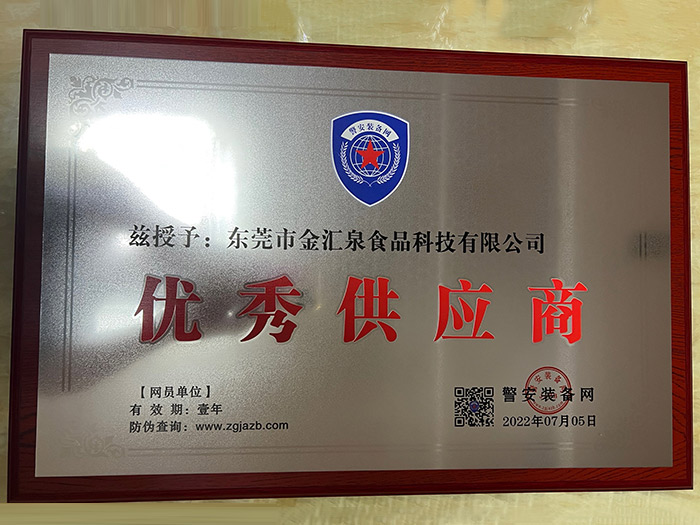 警安装备网
兹授予：东莞市金汇泉食品科技有限公司
优秀供应商
【网员单位】
有效期：壹年
防伪查询：www.zgjazb.com
警安装备网
2022年07月05日